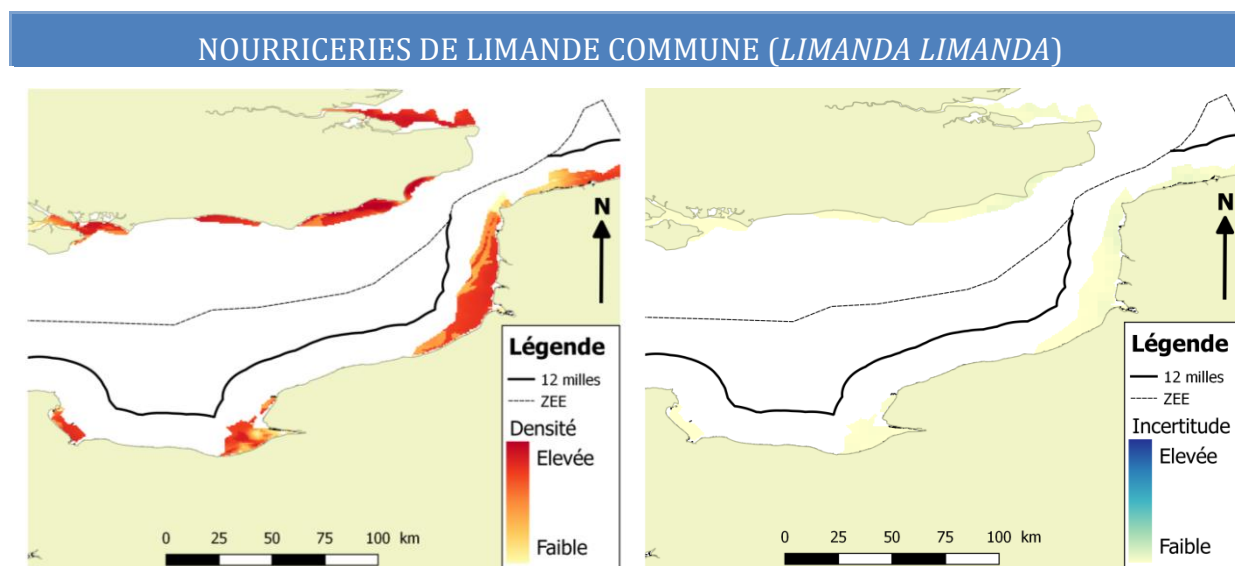 NOURRICERIES DE LIMANDE COMMUNE (LIMANDA LIMANDA)
N
Légende
12 milles
ZEE
Densité
Elevée
Faible
0 25 50 75 100 km
N
Légende
12 milles
ZEE
Incertitude
Elevée
Faible
0 25 50 75 100 km